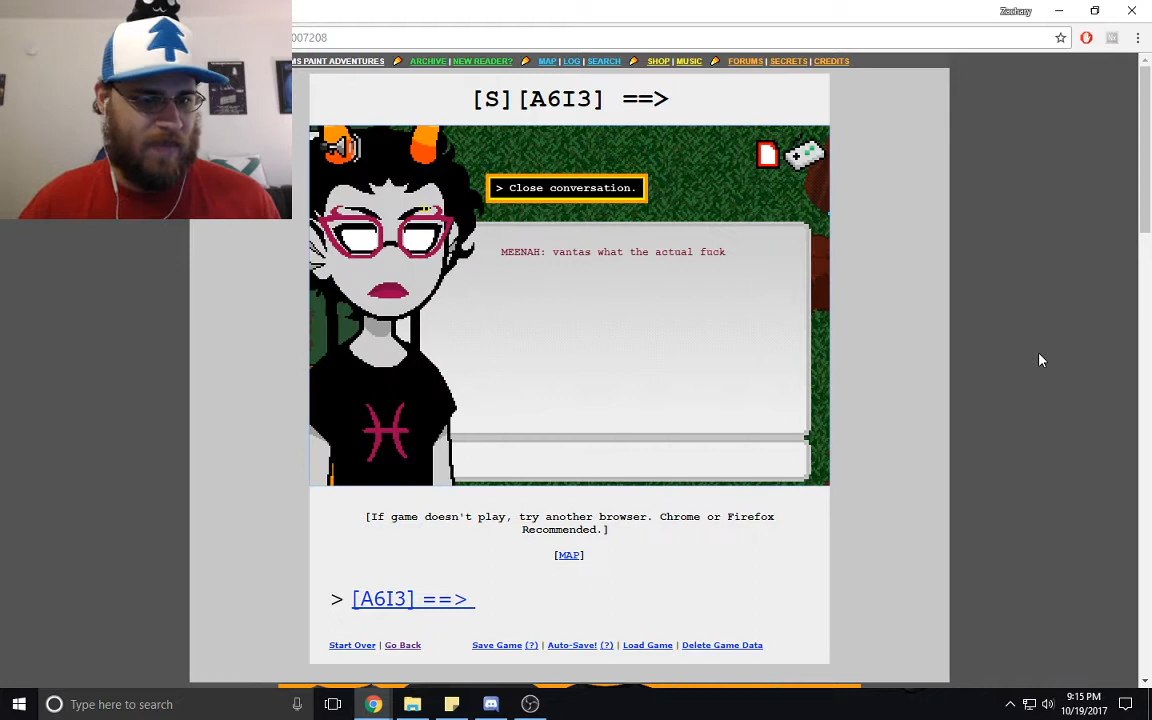 Zachary
007208
MS PAINT ADVENTURES ARCHIVE | NEW READER? MAP | LOG | SEARCH SHOP | MUSIC FORUMS | SECRETS | CREDITS
[S][A6I3] ==>
> Close conversation.
MEENAH: vantas what the actual fuck
[If game doesn't play, try another browser. Chrome or Firefox
Recommended.]
[MAP]
> [A6I3] ==>
Start Over | Go Back Save Game (?) | Auto-Save! (?) | Load Game | Delete Game Data
Type here to search
9:15 PM
10/19/2017